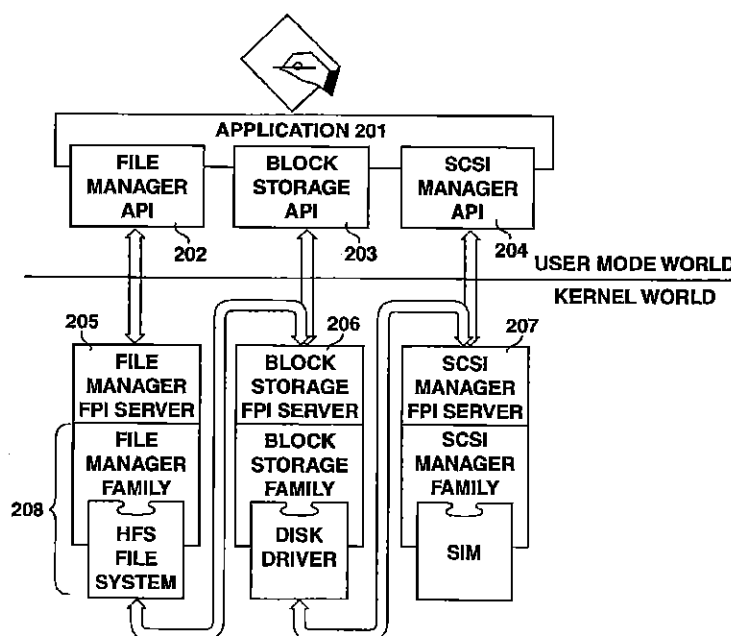 APPLICATION 201
FILE
MANAGER
API
BLOCK
STORAGE
API
SCSI
MANAGER
API
202
203
204
USER MODE WORLD
KERNEL WORLD
205
206
207
FILE
MANAGER
FPI SERVER
BLOCK
STORAGE
FPI SERVER
SCSI
MANAGER
FPI SERVER
FILE
MANAGER
FAMILY
BLOCK
STORAGE
FAMILY
SCSI
MANAGER
FAMILY
208
HFS
FILE
SYSTEM
DISK
DRIVER
SIM